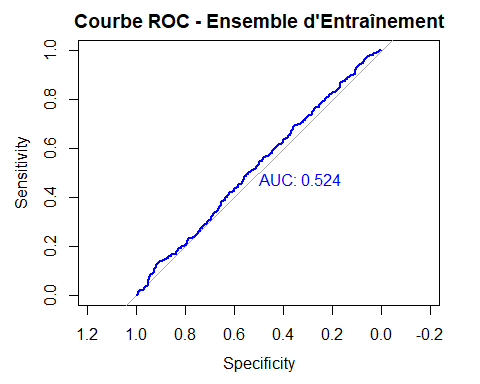 Courbe ROC - Ensemble d'Entraînement
1.0
0.8
0.6
0.4
0.2
0.0
Sensitivity
AUC: 0.524
1.2 1.0 0.8 0.6 0.4 0.2 0.0 -0.2
Specificity